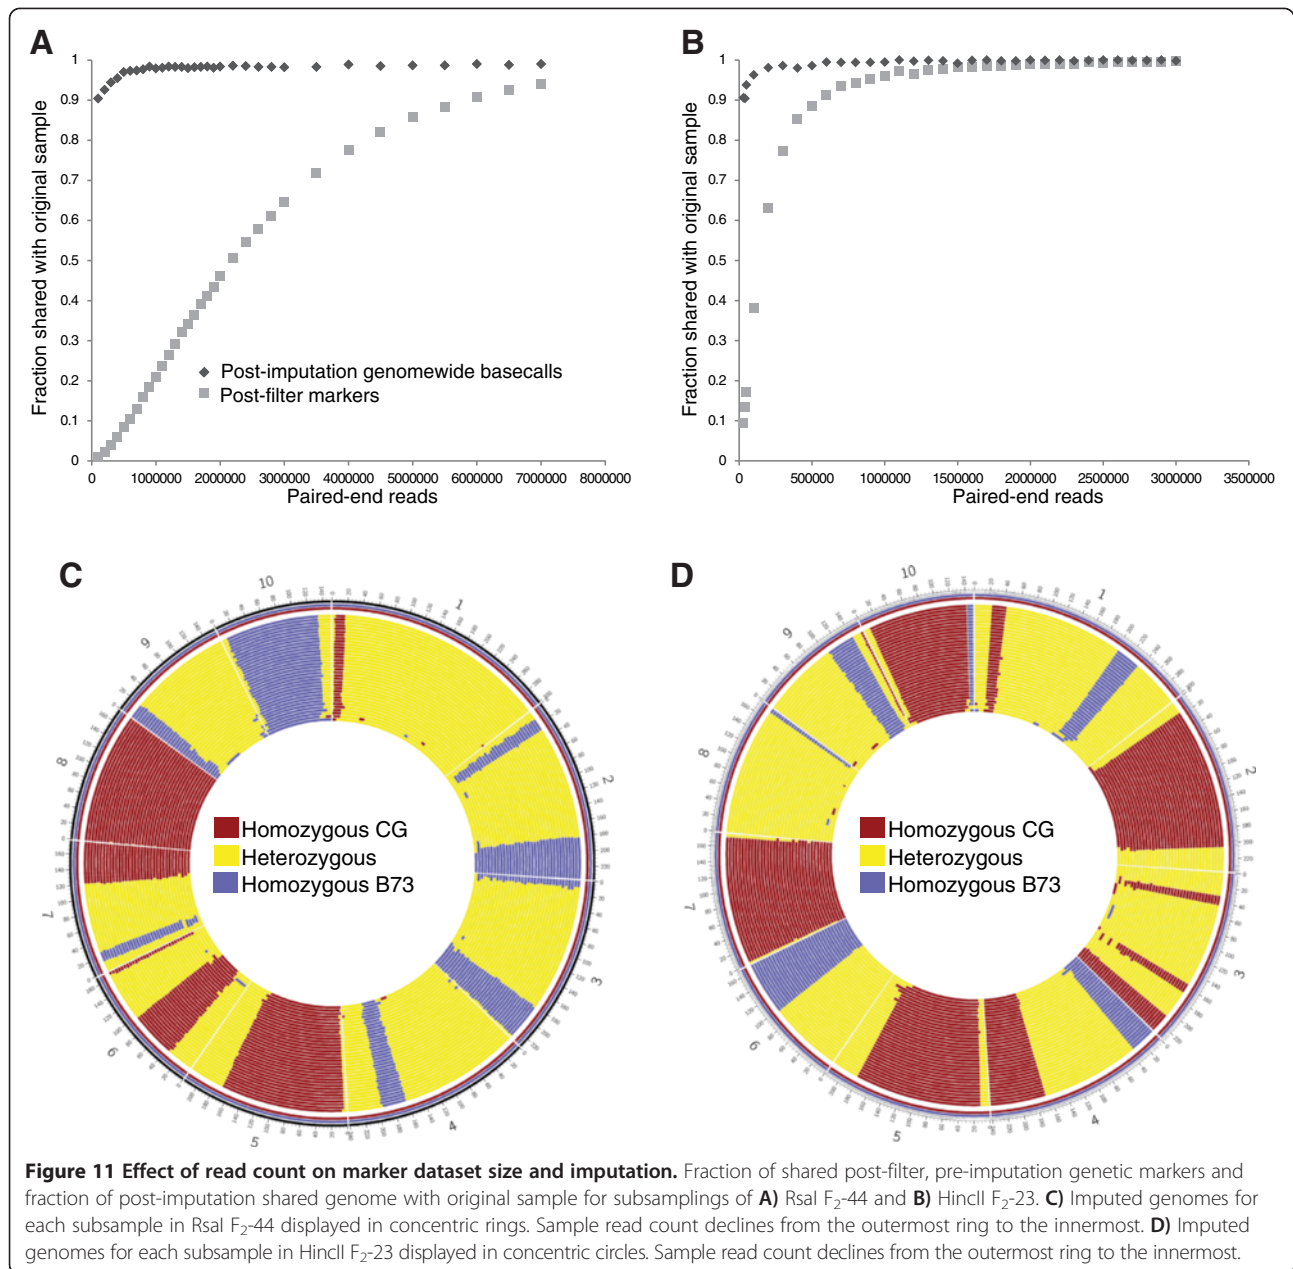 A
B
Fraction shared with original sample
1
0.9
0.8
0.7
0.6
0.5
0.4
0.3
0.2
0.1
0
0 1000000 2000000 3000000 4000000 5000000 6000000 7000000 8000000
Paired-end reads
Post-imputation genomewide basecalls
Post-filter markers
Fraction shared with original sample
1
0.9
0.8
0.7
0.6
0.5
0.4
0.3
0.2
0.1
0
0 500000 1000000 1500000 2000000 2500000 3000000 3500000
Paired-end reads
C
1
2
3
4
5
6
7
8
9
10
Homozygous CG
Heterozygous
Homozygous B73
D
1
2
3
4
5
6
7
8
9
10
Homozygous CG
Heterozygous
Homozygous B73
Figure 11 Effect of read count on marker dataset size and imputation. Fraction of shared post-filter, pre-imputation genetic markers and
fraction of post-imputation shared genome with original sample for subsamplings of A) RsaI F₂-44 and B) HincII F₂-23. C) Imputed genomes for
each subsample in RsaI F₂-44 displayed in concentric rings. Sample read count declines from the outermost ring to the innermost. D) Imputed
genomes for each subsample in HincII F₂-23 displayed in concentric circles. Sample read count declines from the outermost ring to the innermost.